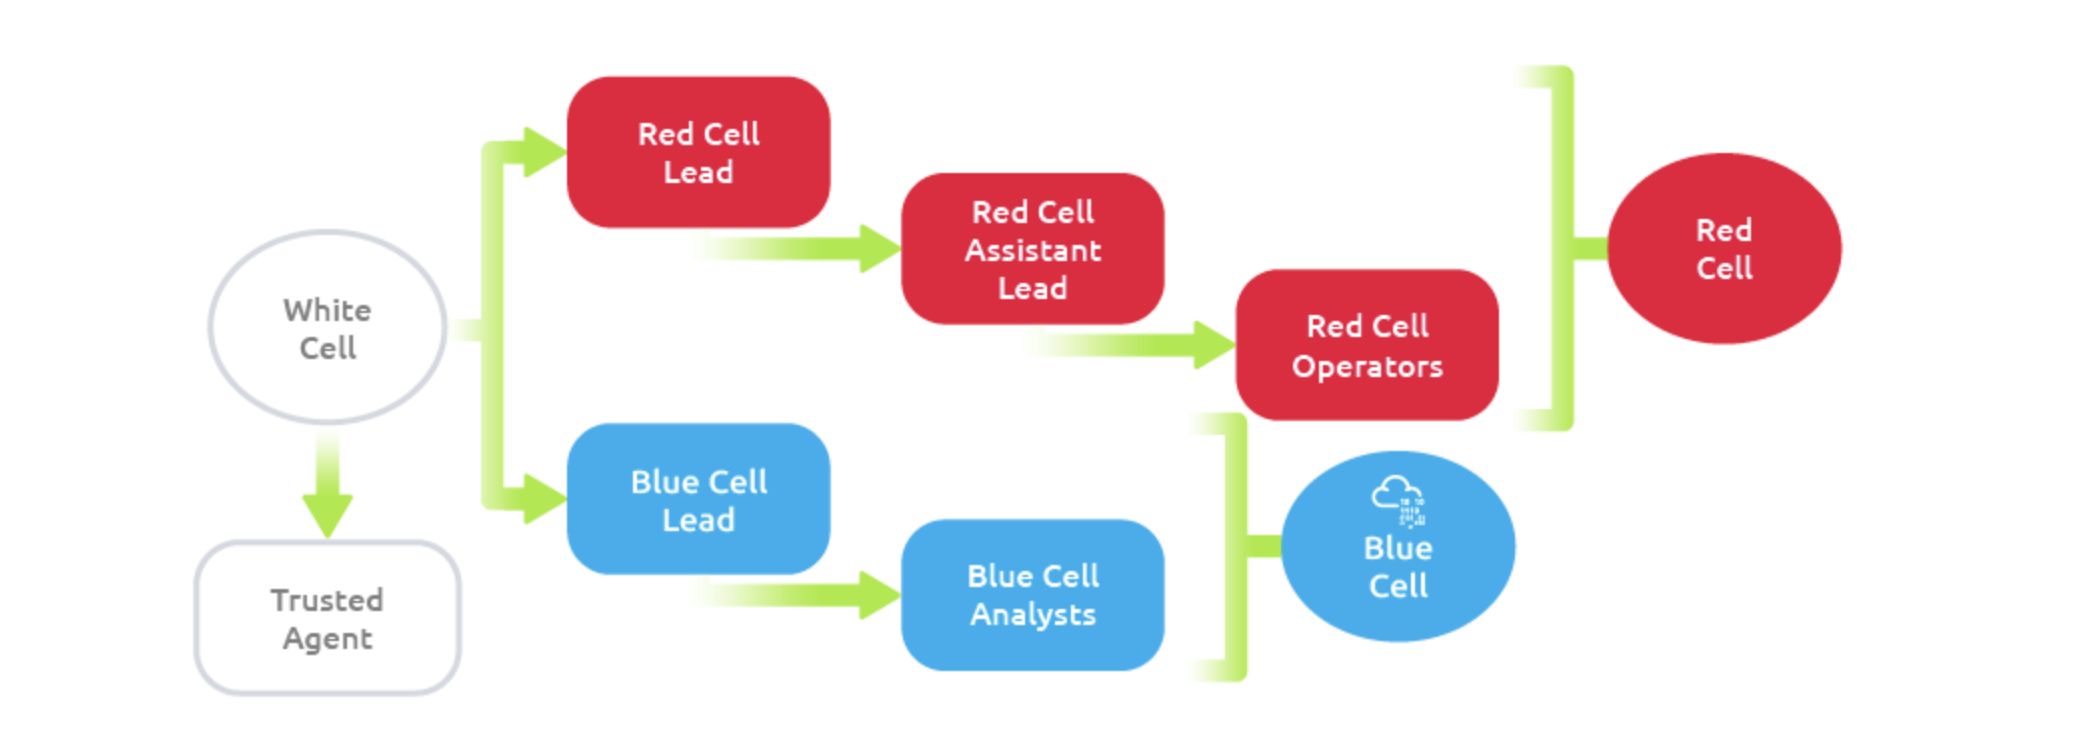 Red Cell
Lead
Red Cell
Assistant
Lead
Red
Cell
White
Cell
Red Cell
Operators
Blue Cell
Lead
Blue
Cell
Blue Cell
Analysts
Trusted
Agent